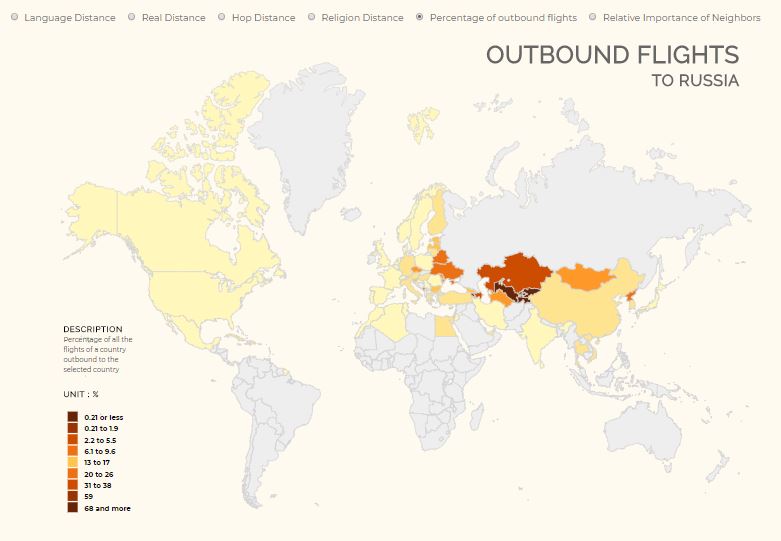 Language Distance Real Distance Hop Distance Religion Distance Percentage of outbound flights Relative Importance of Neighbors
OUTBOUND FLIGHTS
TO RUSSIA
DESCRIPTION
Percentage of all the
flights of a country
outbound to the
selected country
UNIT : %
0.21 or less
0.21 to 1.9
2.2 to 5.5
6.1 to 9.6
13 to 17
20 to 26
31 to 38
59
68 and more